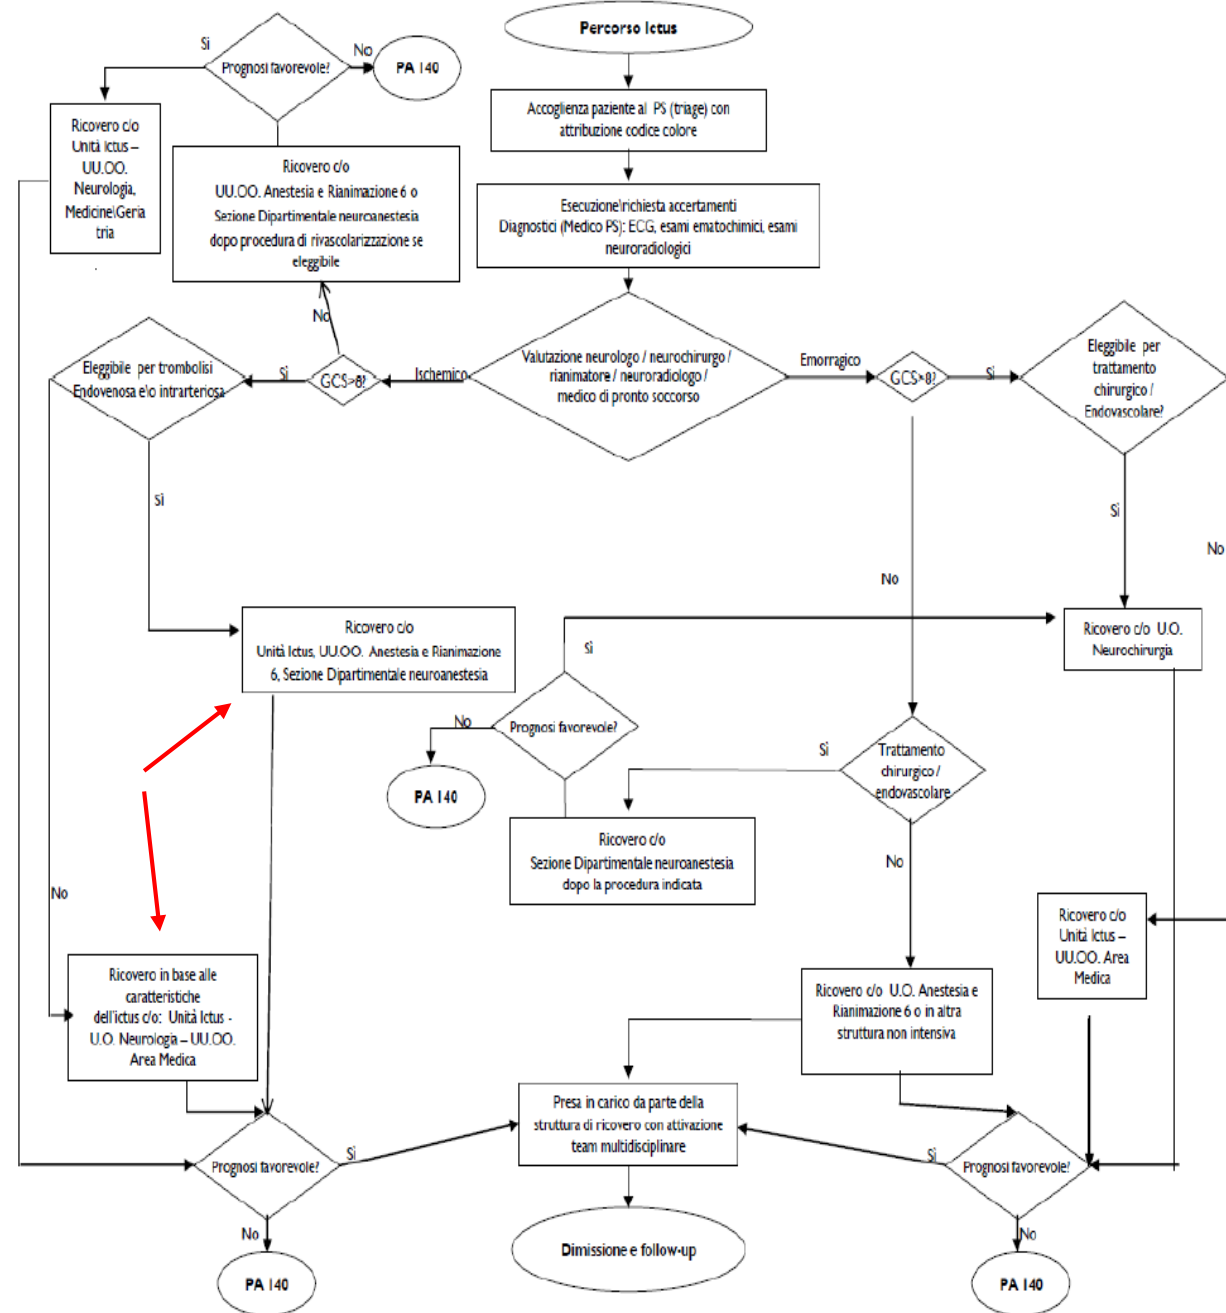 Percorso Ictus
Accoglienza paziente al PS (triage) con
attribuzione codice colore
Esecuzione\richiesta accertamenti
Diagnostici (Medico PS): ECG, esami ematochimici, esami
neuroradiologici
Valutazione neurologo / neurochirurgo /
rianimatore / neuroradiologo /
medico di pronto soccorso
Ischemico
GCS>8?
No
Ricovero c/o
UU.OO. Anestesia e Rianimazione 6 o
Sezione Dipartimentale neuroanestesia
dopo procedura di rivascolarizzazione se
eleggibile
Prognosi favorevole?
No
PA 140
Sì
Ricovero c/o
Unità Ictus –
UU.OO.
Neurologia,
Medicine\Geria
tria
Sì
Eleggibile per trombolisi
Endovenosa e\o intrarteriosa
Sì
Ricovero c/o
Unità Ictus, UU.OO. Anestesia e Rianimazione
6, Sezione Dipartimentale neuroanestesia
No
Ricovero in base alle
caratteristiche
dell'ictus c/o: Unità Ictus -
U.O. Neurologia – UU.OO.
Area Medica
Prognosi favorevole?
No
PA 140
Sì
Emorragico
GCS>8?
Sì
Eleggibile per
trattamento
chirurgico /
Endovascolare?
Sì
No
Ricovero c/o U.O.
Neurochirurgia
Ricovero c/o
Unità Ictus –
UU.OO. Area
Medica
No
Trattamento
chirurgico /
endovascolare
Sì
Ricovero c/o
Sezione Dipartimentale neuroanestesia
dopo la procedura indicata
Prognosi favorevole?
Sì
No
PA 140
No
Ricovero c/o U.O. Anestesia e
Rianimazione 6 o in altra
struttura non intensiva
Prognosi favorevole?
No
PA 140
Sì
Presa in carico da parte della
struttura di ricovero con attivazione
team multidisciplinare
Dimissione e follow-up